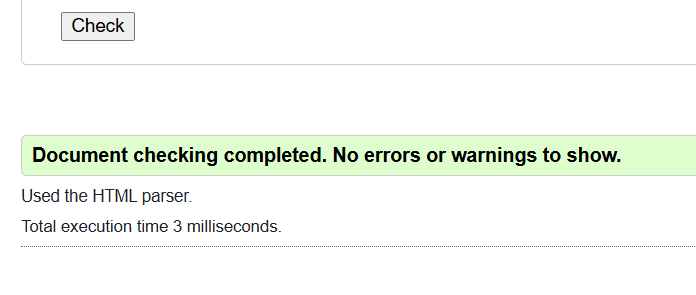 Check
Document checking completed. No errors or warnings to show.
Used the HTML parser.
Total execution time 3 milliseconds.